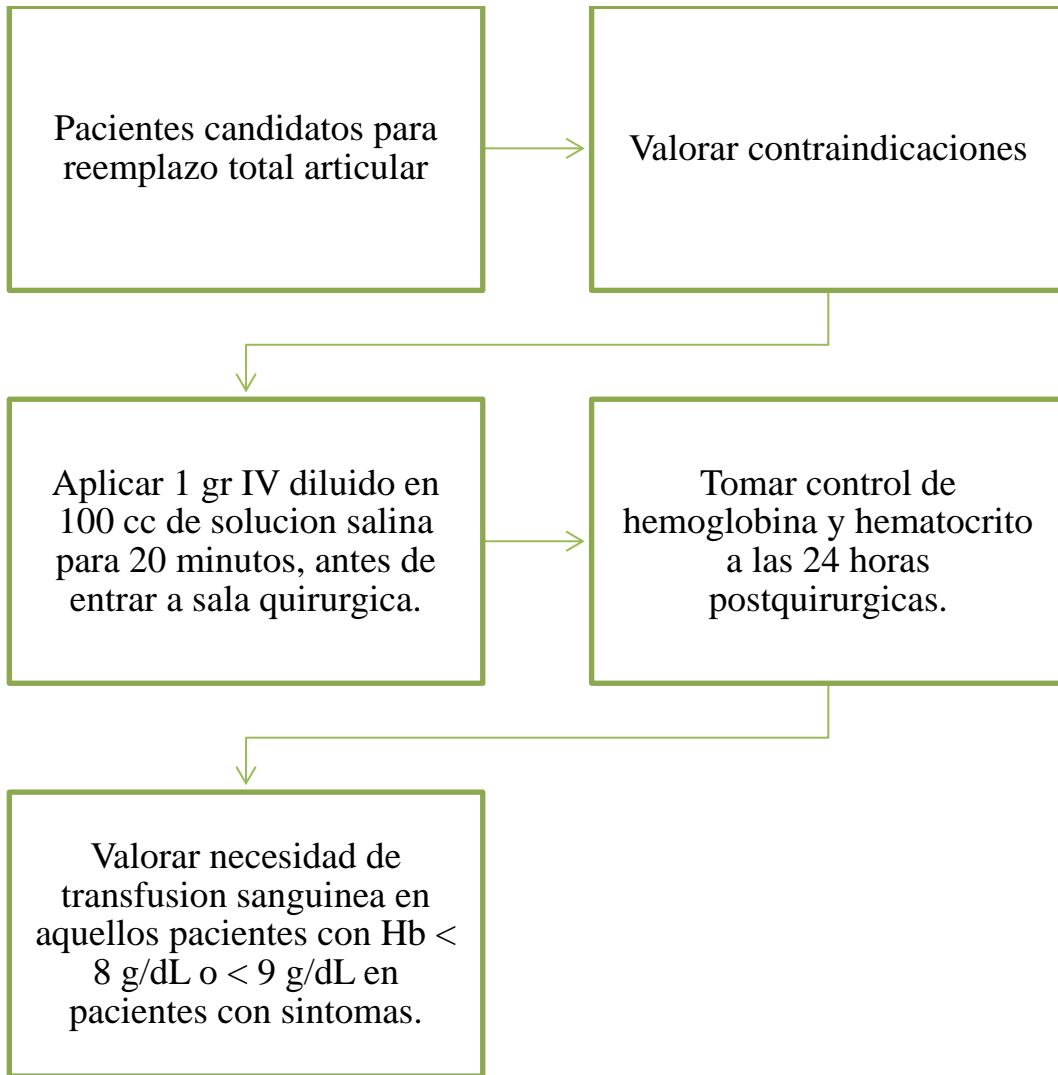 Pacientes candidatos para
reemplazo total articular
Valorar contraindicaciones
Aplicar 1 gr IV diluido en
100 cc de solucion salina
para 20 minutos, antes de
entrar a sala quirurgica.
Tomar control de
hemoglobina y hematocrito
a las 24 horas
postquirurgicas.
Valorar necesidad de
transfusion sanguinea en
aquellos pacientes con Hb <
8 g/dL o < 9 g/dL en
pacientes con sintomas.